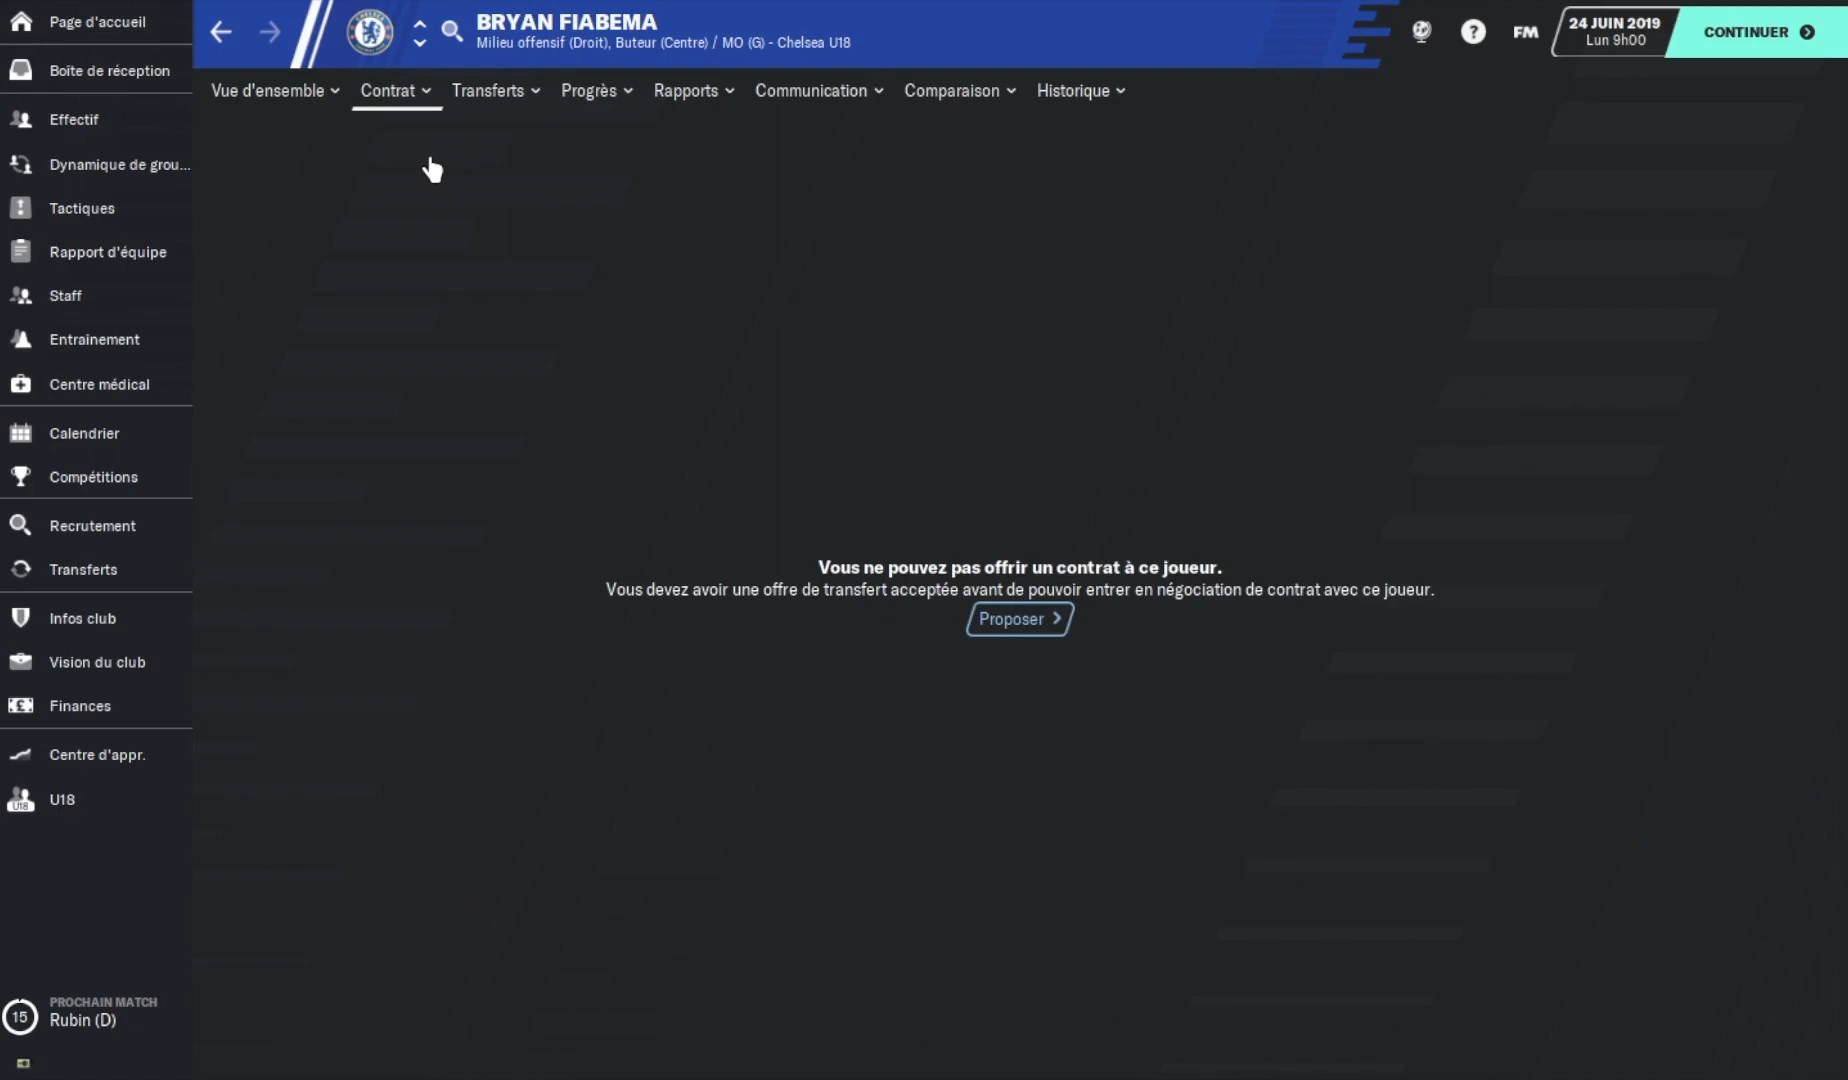 Page d'accueil
Boîte de réception
Effectif
Dynamique de grou...
Tactiques
Rapport d'équipe
Staff
Entraînement
Centre médical
Calendrier
Compétitions
Recrutement
Transferts
Infos club
Vision du club
Finances
Centre d'appr.
U18
U18
PROCHAIN MATCH
15
Rubin (D)
BRYAN FIABEMA
Milieu offensif (Droit), Buteur (Centre) / MO (G) - Chelsea U18
?
FM
24 JUIN 2019
Lun 9h00
CONTINUER
Vue d'ensemble
Contrat
Transferts
Progrès
Rapports
Communication
Comparaison
Historique
Vous ne pouvez pas offrir un contrat à ce joueur.
Vous devez avoir une offre de transfert acceptée avant de pouvoir entrer en négociation de contrat avec ce joueur.
Proposer